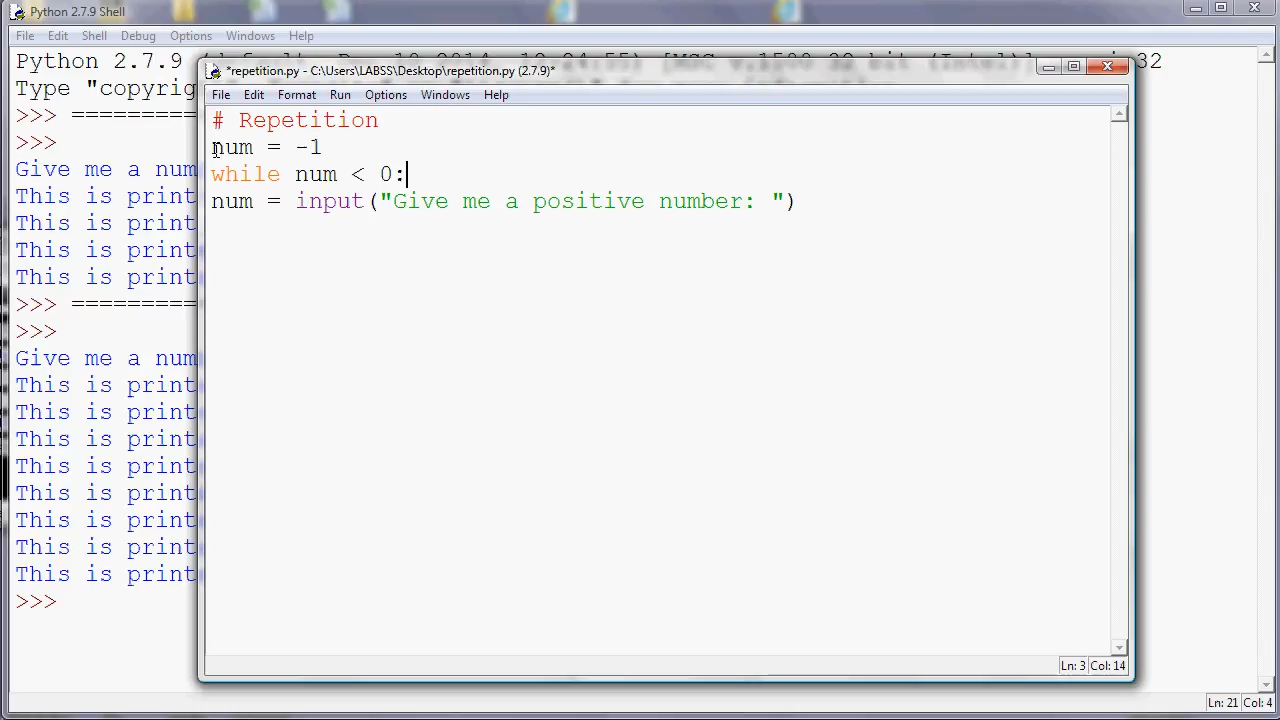 Python 2.7.9 Shell
File Edit Shell Debug Options Windows Help
Python 2.7.9
32
Type "copyrig
>>> =========
>>>
Give me a num
This is print
This is print
This is print
This is print
>>> =========
>>>
Give me a num
This is print
This is print
This is print
This is print
This is print
This is print
This is print
This is print
>>>
Ln: 21 Col: 4
*repetition.py - C:\Users\LABSS\Desktop\repetition.py (2.7.9)*
File Edit Format Run Options Windows Help
# Repetition
num = -1
while num < 0:
num = input("Give me a positive number: ")
Ln: 3 Col: 14